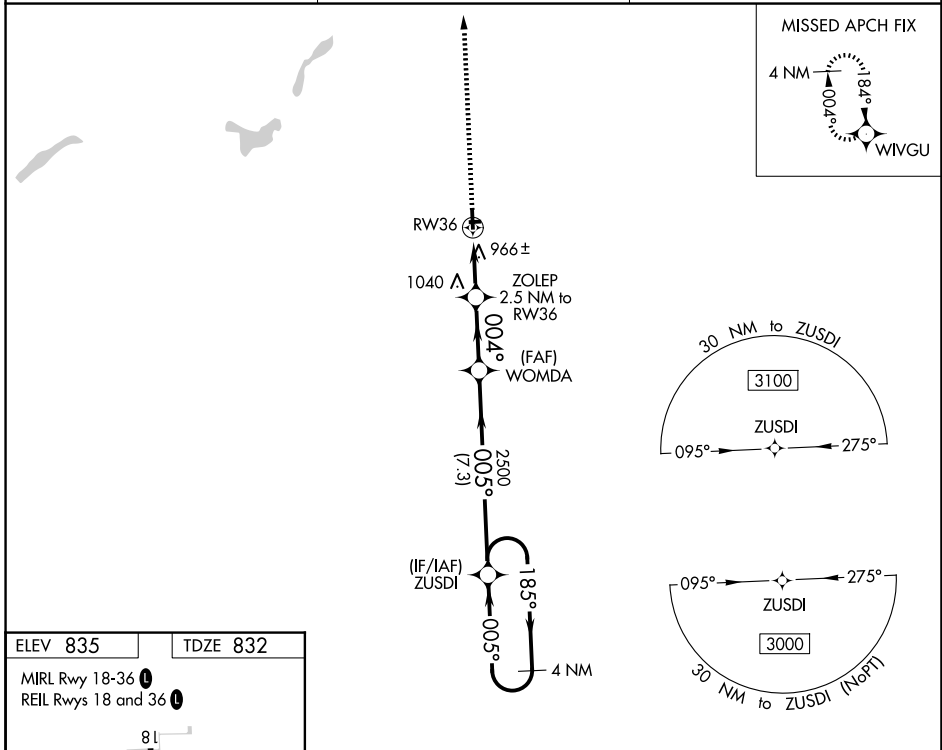 MISSED APCH FIX
4 NM
184°
004°
WIVGU
RW36
966±
1040
ZOLEP
2.5 NM to
RW36
004°
(FAF)
WOMDA
30 NM to ZUSDI
3100
ZUSDI
095°
275°
2500
005°
(7.3)
(IF/IAF)
ZUSDI
185°
005°
4 NM
095°
275°
ZUSDI
3000
30 NM to ZUSDI (NoPT)
ELEV 835
TDZE 832
MIRL Rwy 18-36 L
REIL Rwys 18 and 36 L
18